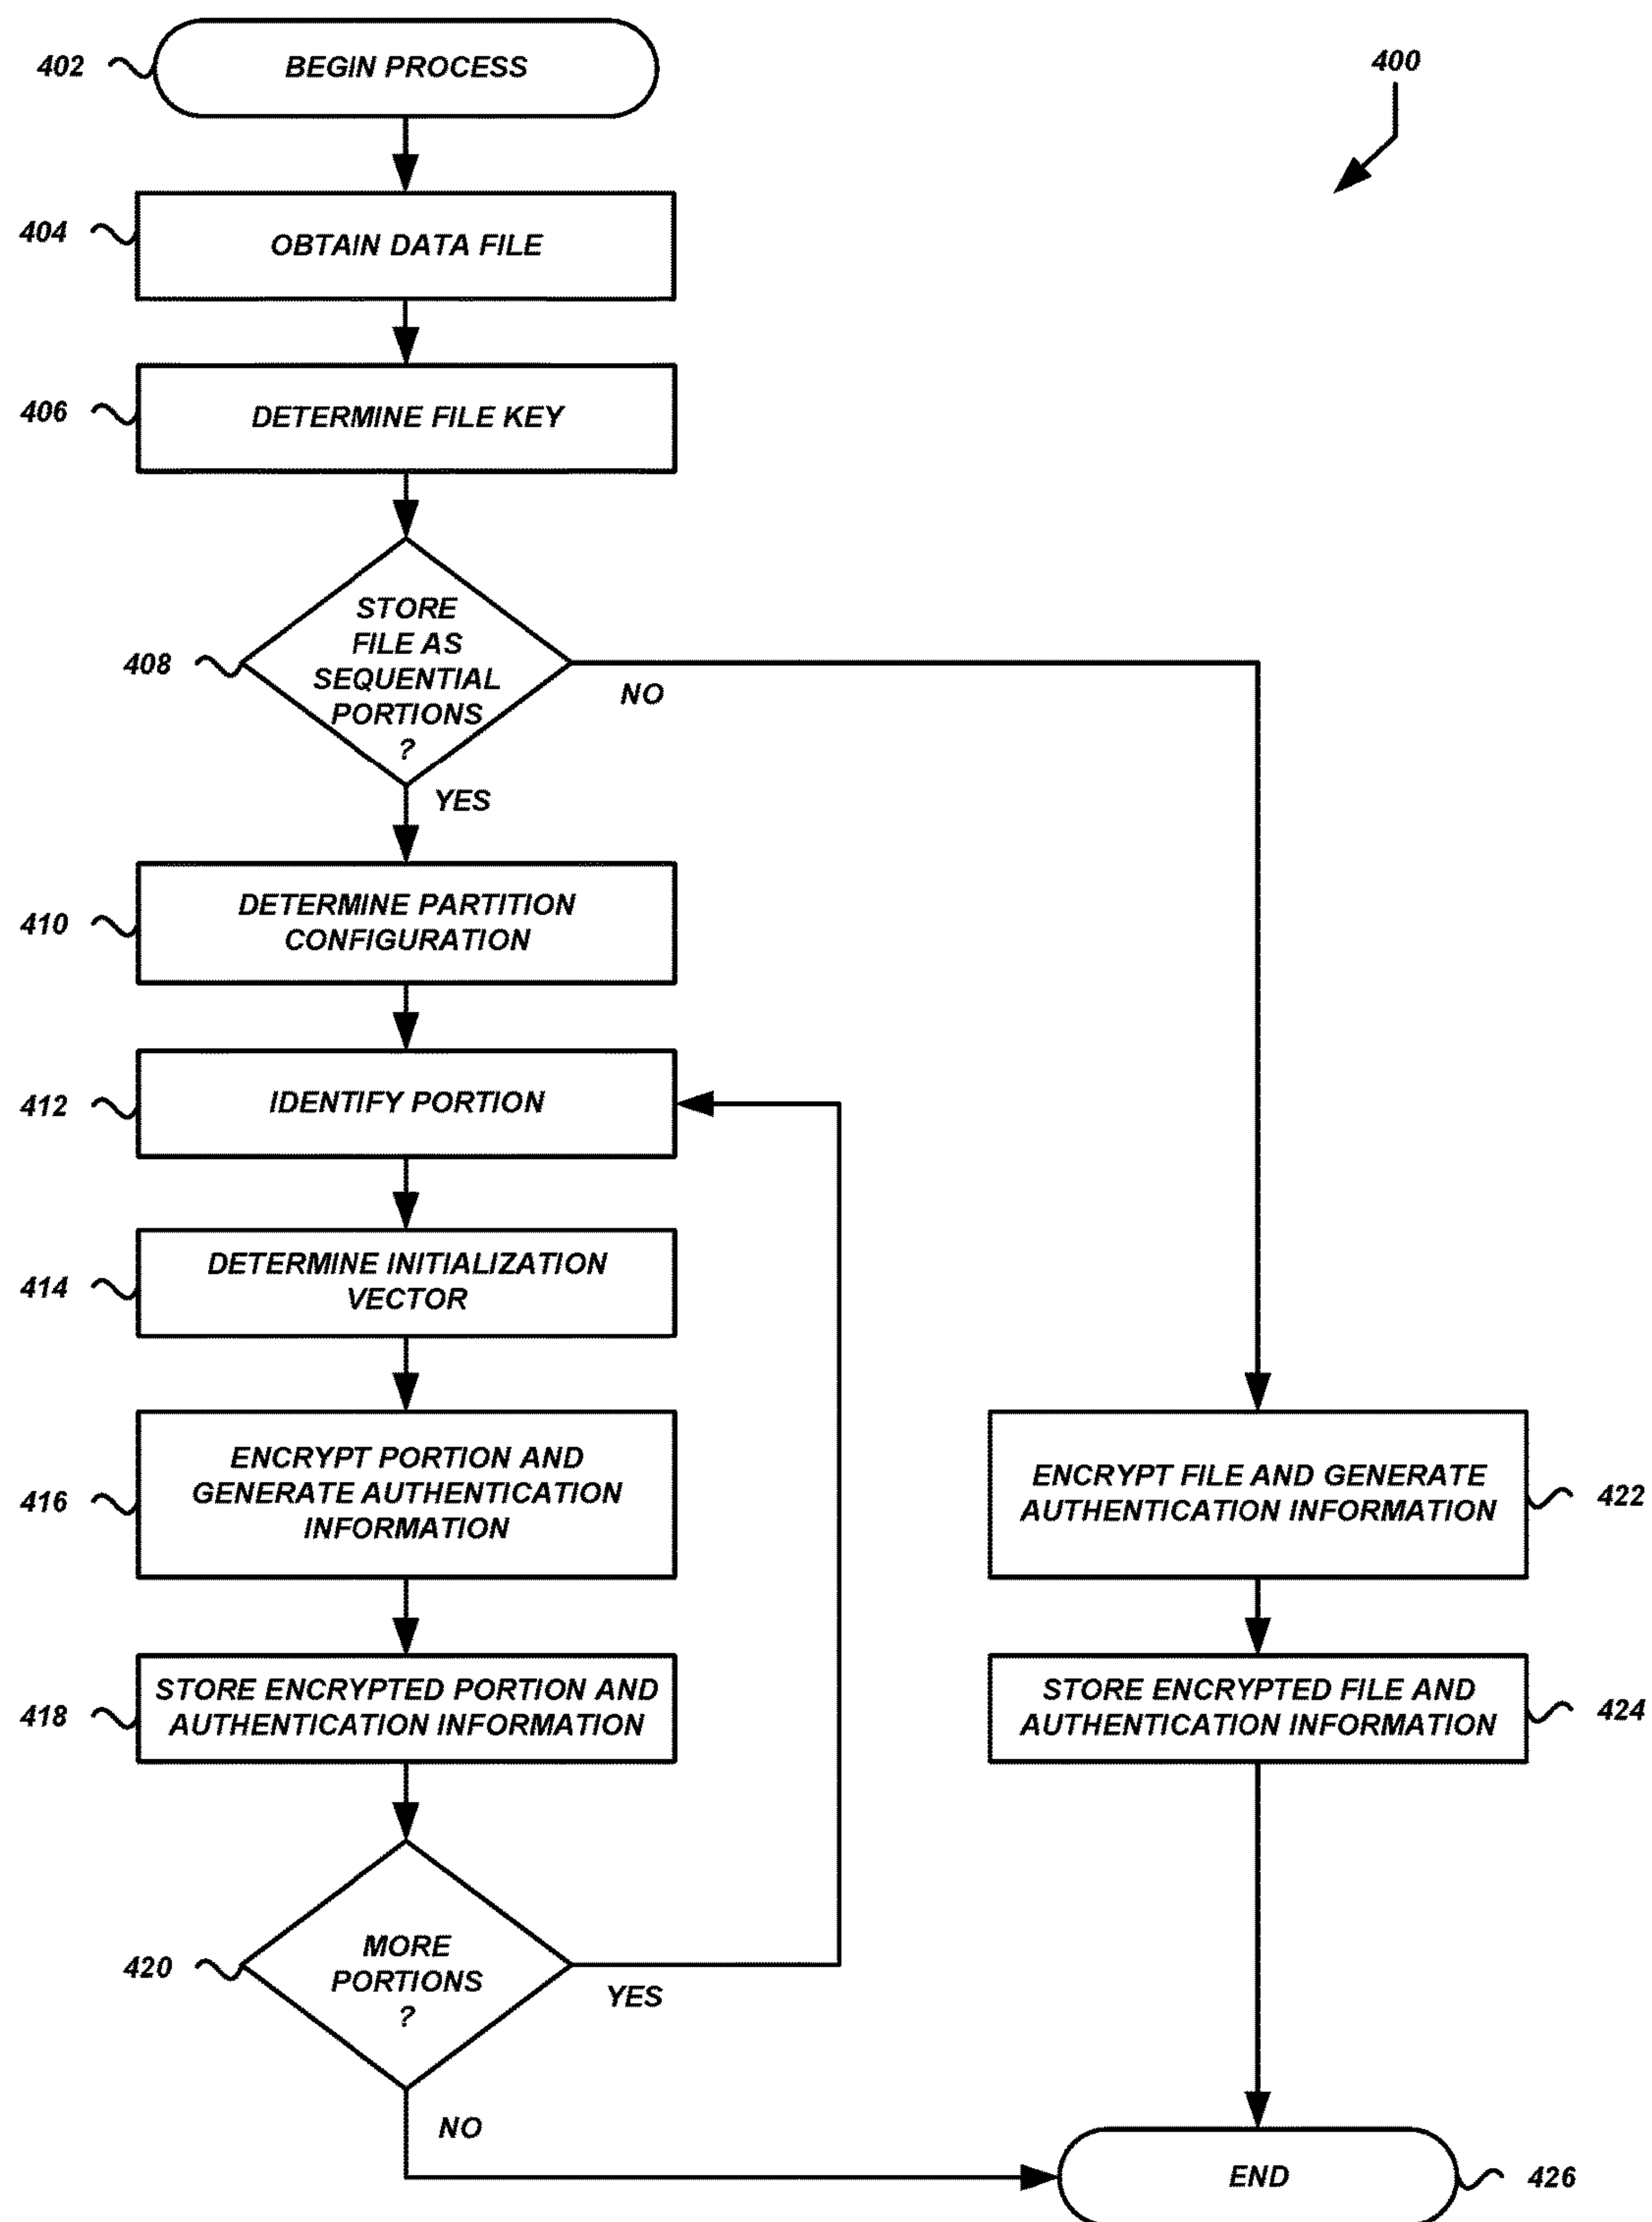 402
BEGIN PROCESS
400
404
OBTAIN DATA FILE
406
DETERMINE FILE KEY
408
STORE
FILE AS
SEQUENTIAL
PORTIONS
?
NO
YES
410
DETERMINE PARTITION
CONFIGURATION
412
IDENTIFY PORTION
414
DETERMINE INITIALIZATION
VECTOR
416
ENCRYPT PORTION AND
GENERATE AUTHENTICATION
INFORMATION
ENCRYPT FILE AND GENERATE
AUTHENTICATION INFORMATION
422
418
STORE ENCRYPTED PORTION AND
AUTHENTICATION INFORMATION
STORE ENCRYPTED FILE AND
AUTHENTICATION INFORMATION
424
420
MORE
PORTIONS
?
YES
NO
END
426